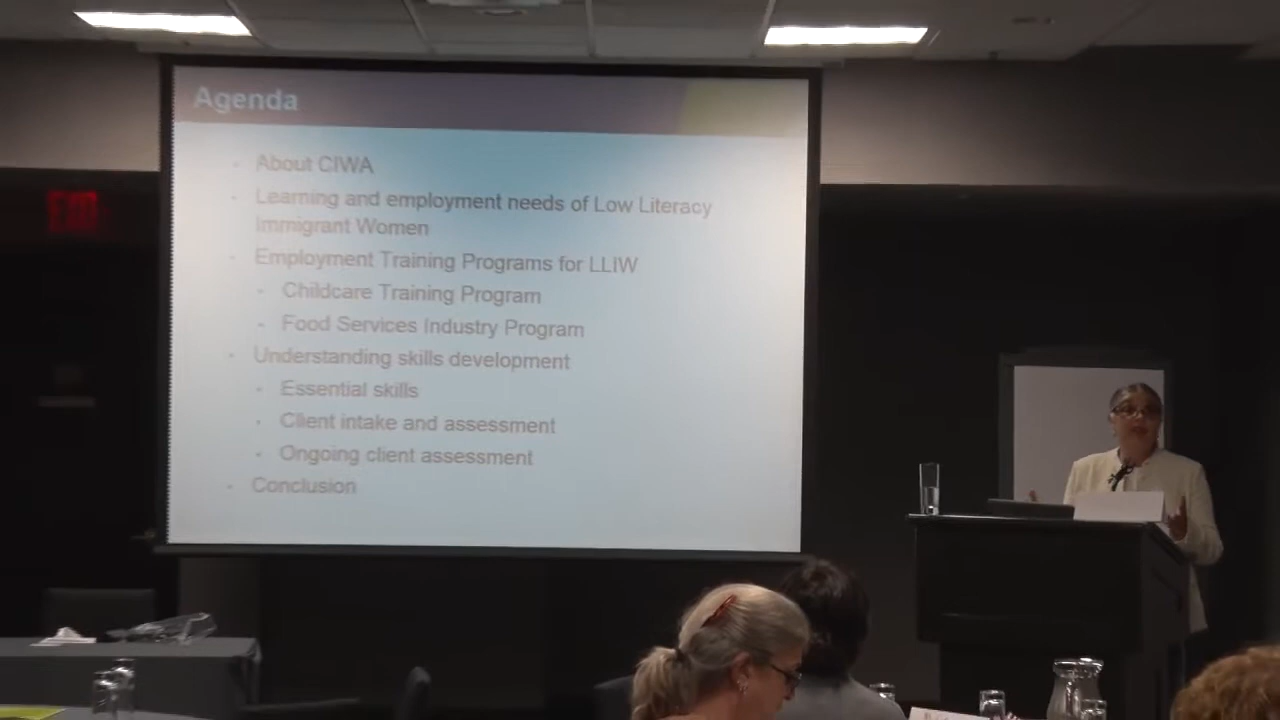 Agenda
About CIWA
Learning and employment needs of Low Literacy
Immigrant Women
Employment Training Programs for LLIW
Childcare Training Program
Food Services Industry Program
Understanding skills development
Essential skills
Client intake and assessment
Ongoing client assessment
Conclusion
EXIT